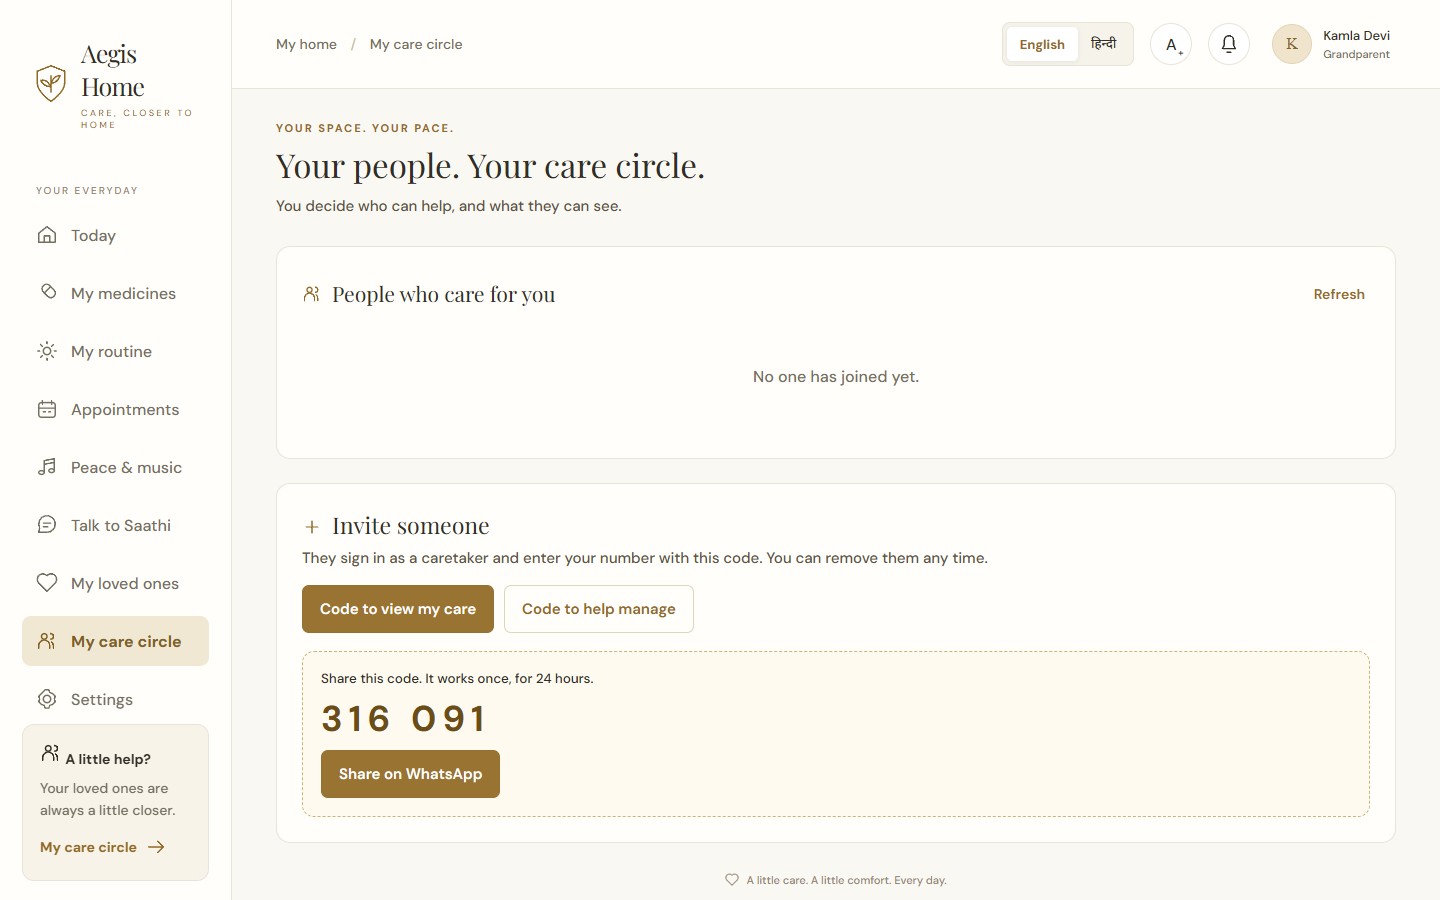 Aegis
Home
CARE, CLOSER TO
HOME
YOUR EVERYDAY
Today
My medicines
My routine
Appointments
Peace & music
Talk to Saathi
My loved ones
My care circle
Settings
A little help?
Your loved ones are
always a little closer.
My care circle
My home / My care circle
English हिन्दी
A+
K
Kamla Devi
Grandparent
YOUR SPACE. YOUR PACE.
Your people. Your care circle.
You decide who can help, and what they can see.
People who care for you
Refresh
No one has joined yet.
Invite someone
They sign in as a caretaker and enter your number with this code. You can remove them any time.
Code to view my care
Code to help manage
Share this code. It works once, for 24 hours.
316 091
Share on WhatsApp
A little care. A little comfort. Every day.